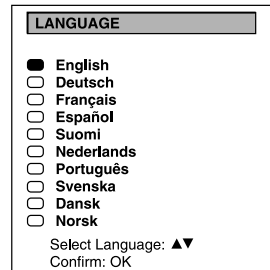 LANGUAGE
English
Deutsch
Français
Español
Suomi
Nederlands
Português
Svenska
Dansk
Norsk
Select Language: ▲▼
Confirm: OK